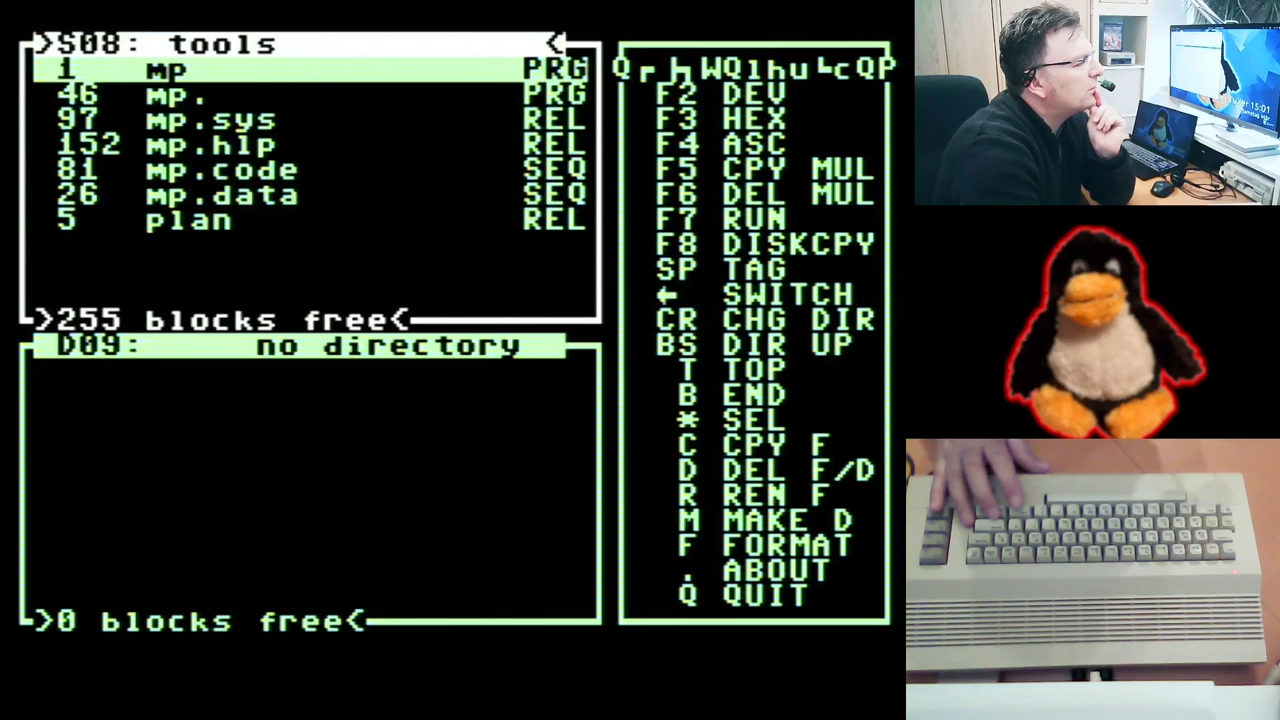 >S08: tools <
1 mp PRG
46 mp. PRG
97 mp.sys REL
152 mp.hlp REL
81 mp.code SEQ
26 mp.data SEQ
5 plan REL
>255 blocks free<
D09: no directory
>0 blocks free<
F2 DEV
F3 HEX
F4 ASC
F5 CPY MUL
F6 DEL MUL
F7 RUN
F8 DISKCPY
SP TAG
← SWITCH
CR CHG DIR
BS DIR UP
T TOP
B END
* SEL
C CPY F
D DEL F/D
R REN F
M MAKE D
F FORMAT
. ABOUT
Q QUIT
15:01